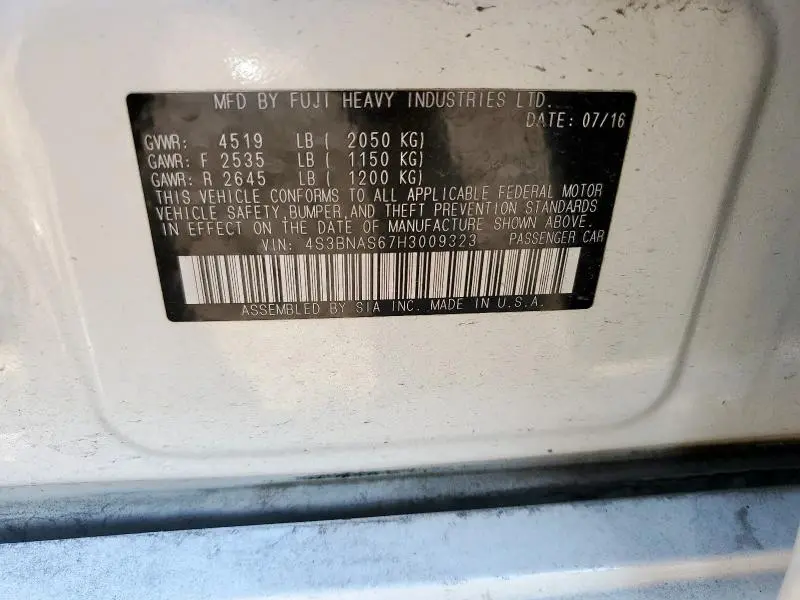 MFD BY FUJI HEAVY INDUSTRIES LTD.
DATE: 07/16
GVWR: 4519 LB ( 2050 KG)
GAWR: F 2535 LB ( 1150 KG)
GAWR: R 2645 LB ( 1200 KG)
THIS VEHICLE CONFORMS TO ALL APPLICABLE FEDERAL MOTOR
VEHICLE SAFETY,BUMPER,AND THEFT PREVENTION STANDARDS
IN EFFECT ON THE DATE OF MANUFACTURE SHOWN ABOVE.
VIN: 4S3BNAS67H3009323 PASSENGER CAR
ASSEMBLED BY SIA INC. MADE IN U.S.A.